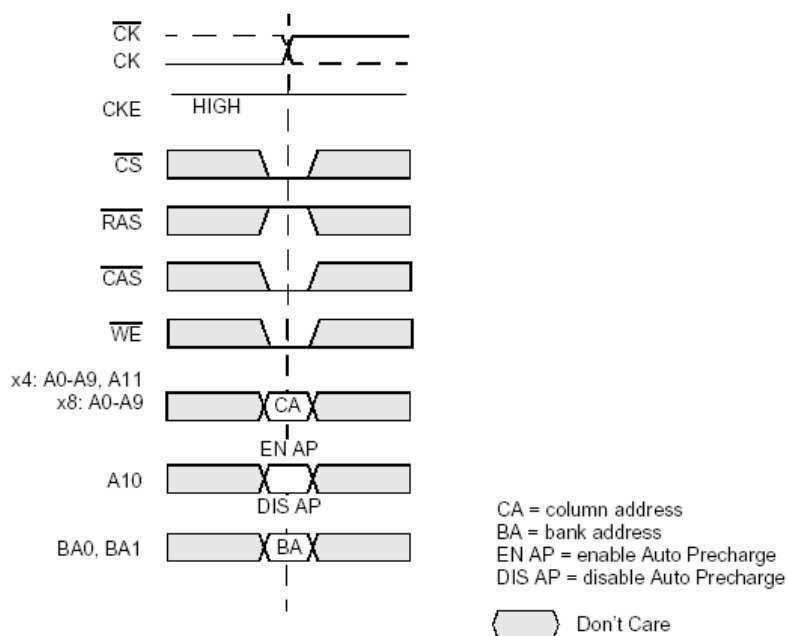 CK
CK
CKE
HIGH
CS
RAS
CAS
WE
x4: A0-A9, A11
x8: A0-A9
CA
EN AP
A10
DIS AP
BA0, BA1
BA
CA = column address
BA = bank address
EN AP = enable Auto Precharge
DIS AP = disable Auto Precharge
Don't Care